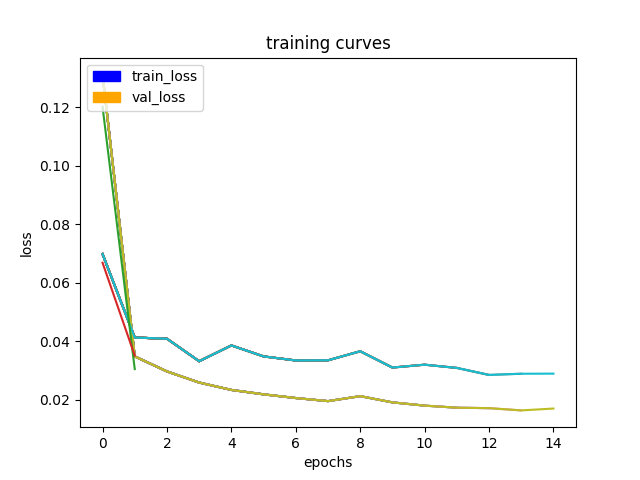 training curves
train_loss
val_loss
0.12
0.10
0.08
0.06
0.04
0.02
loss
0 2 4 6 8 10 12 14
epochs